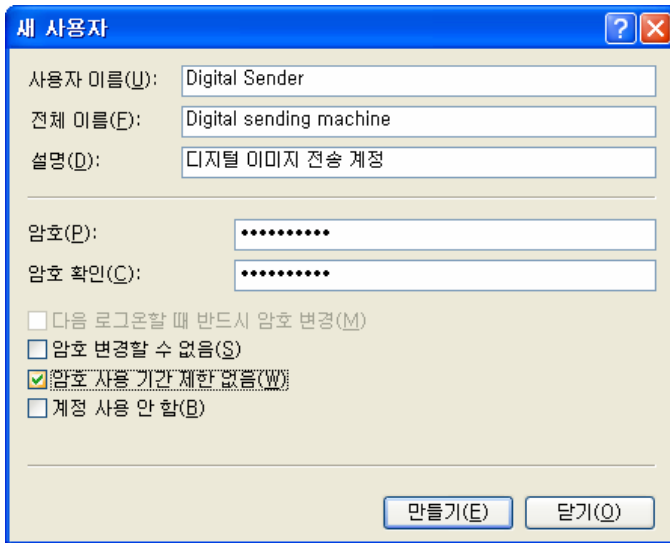 새 사용자
사용자 이름(U): Digital Sender
전체 이름(F): Digital sending machine
설명(D): 디지털 이미지 전송 계정
암호(P): ••••••••••
암호 확인(C): ••••••••••
다음 로그온할 때 반드시 암호 변경(M)
암호 변경할 수 없음(S)
암호 사용 기간 제한 없음(W)
계정 사용 안 함(B)
만들기(E) 닫기(O)